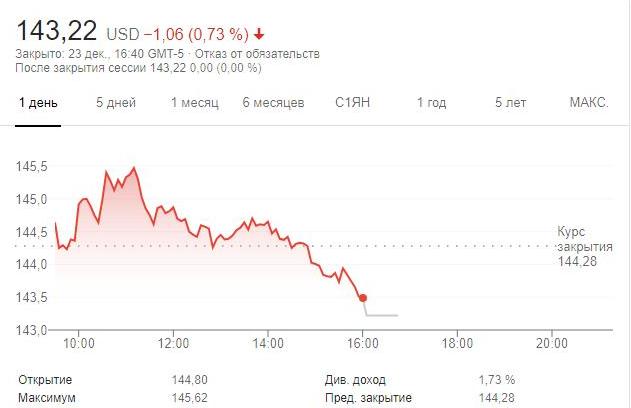 143,22 USD −1,06 (0,73 %)
Закрыто: 23 дек., 16:40 GMT-5 · Отказ от обязательств
После закрытия сессии 143,22 0,00 (0,00 %)
1 день 5 дней 1 месяц 6 месяцев С1ЯН 1 год 5 лет МАКС.
145,5
145,0
144,5
144,0
143,5
143,0
Курс
закрытия
144,28
10:00 12:00 14:00 16:00 18:00 20:00
Открытие 144,80 Див. доход 1,73 %
Максимум 145,62 Пред. закрытие 144,28